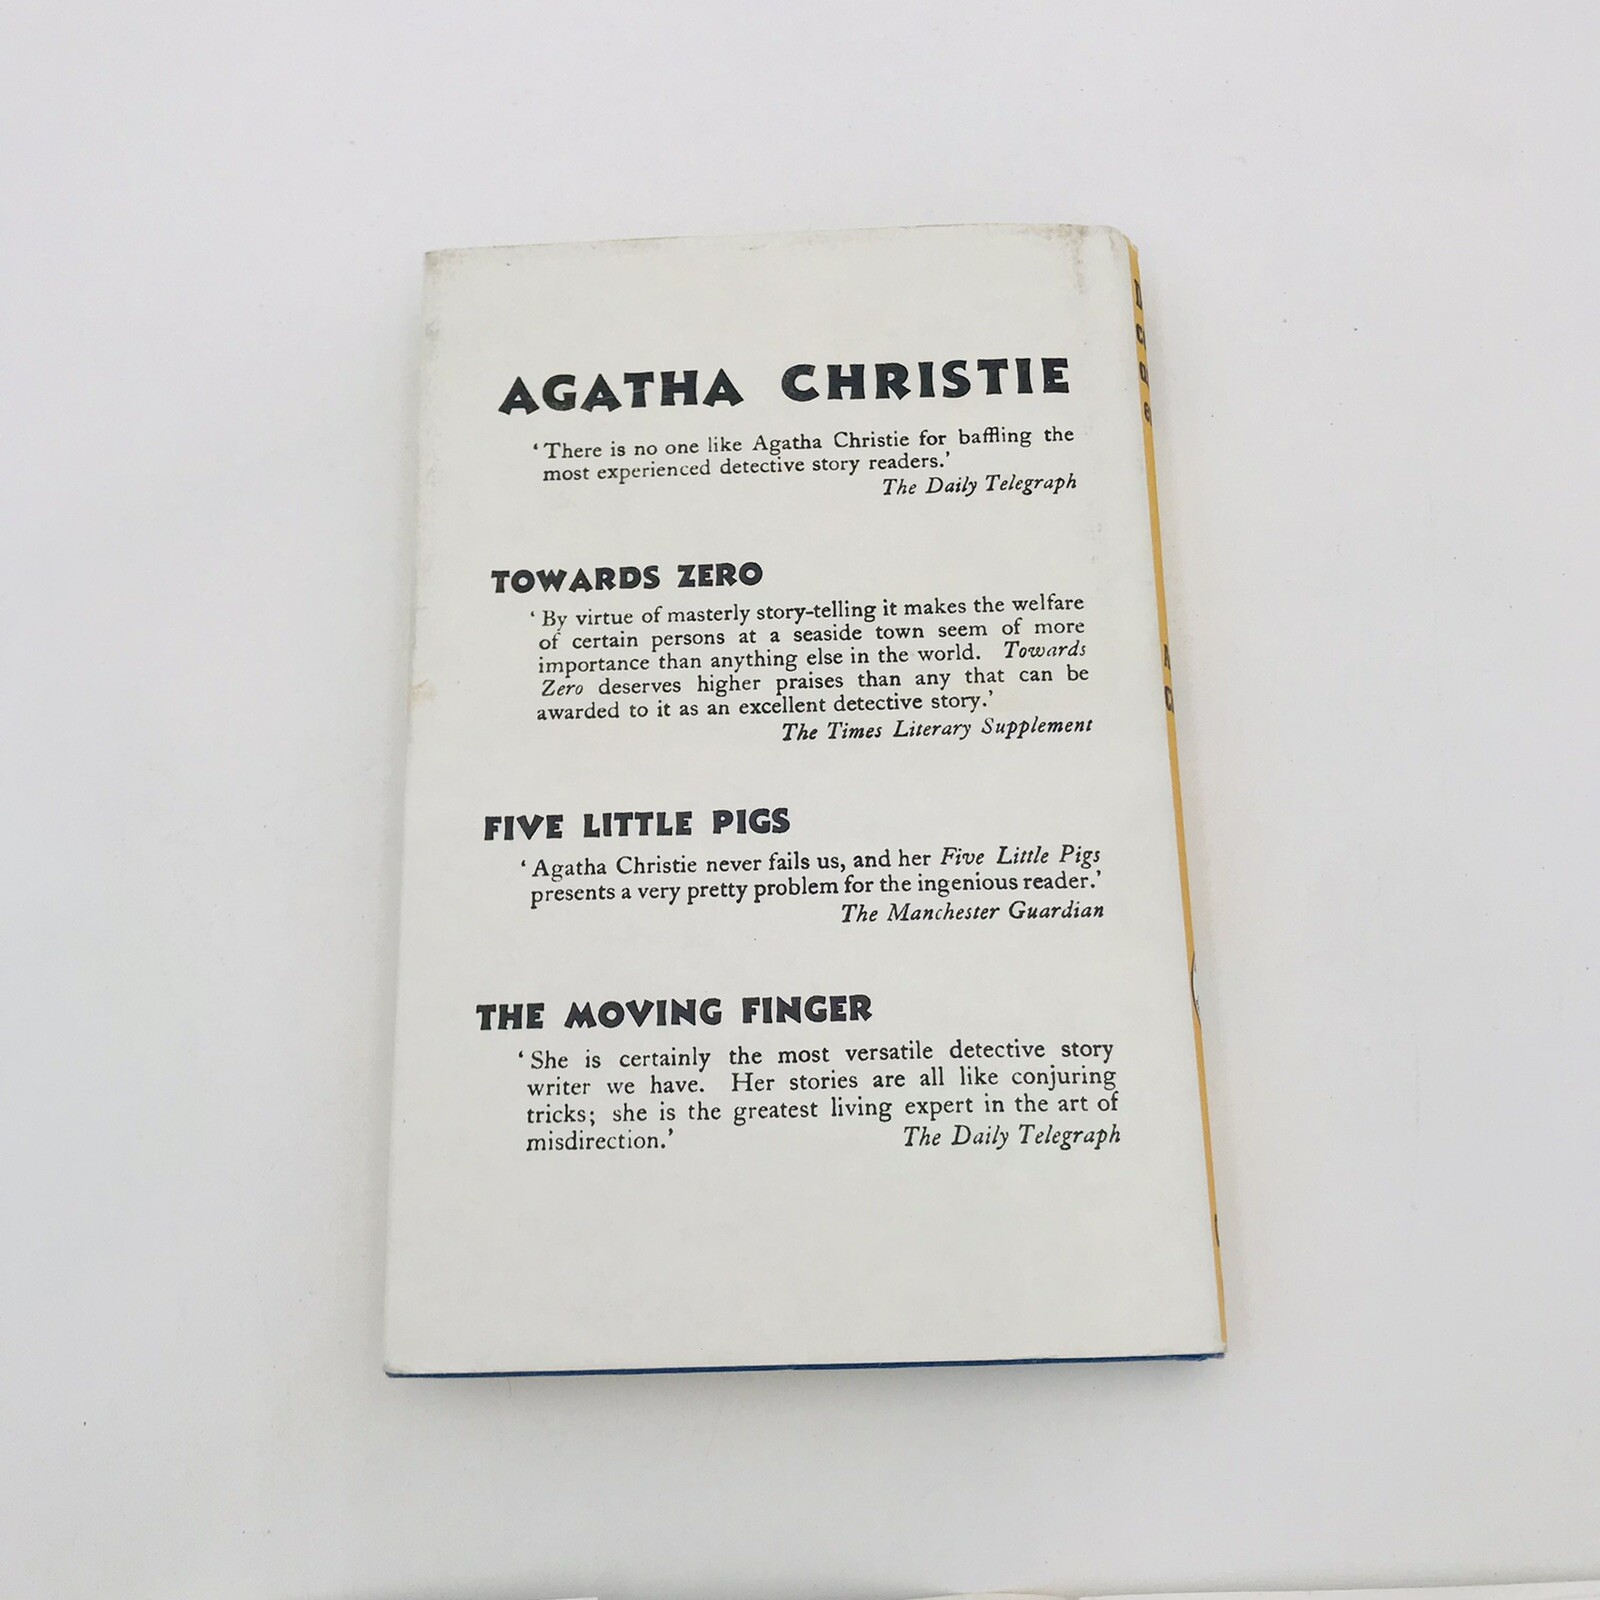 AGATHA CHRISTIE
‘There is no one like Agatha Christie for baffling the
most experienced detective story readers.’
The Daily Telegraph
TOWARDS ZERO
‘By virtue of masterly story-telling it makes the welfare
of certain persons at a seaside town seem of more
importance than anything else in the world. Towards
Zero deserves higher praises than any that can be
awarded to it as an excellent detective story.’
The Times Literary Supplement
FIVE LITTLE PIGS
‘Agatha Christie never fails us, and her Five Little Pigs
presents a very pretty problem for the ingenious reader.’
The Manchester Guardian
THE MOVING FINGER
‘She is certainly the most versatile detective story
writer we have. Her stories are all like conjuring
tricks; she is the greatest living expert in the art of
misdirection.’ The Daily Telegraph